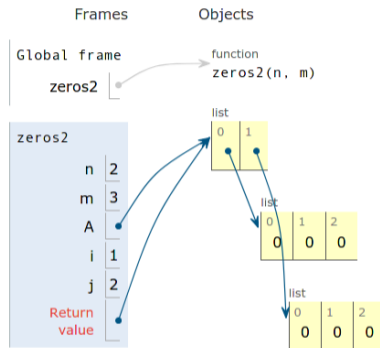 Frames Objects
Global frame
zeros2
function
zeros2(n, m)
list
0 1
zeros2
n 2
m 3
A
i 1
j 2
Return
value
list
0 1 2
0 0 0
list
0 1 2
0 0 0